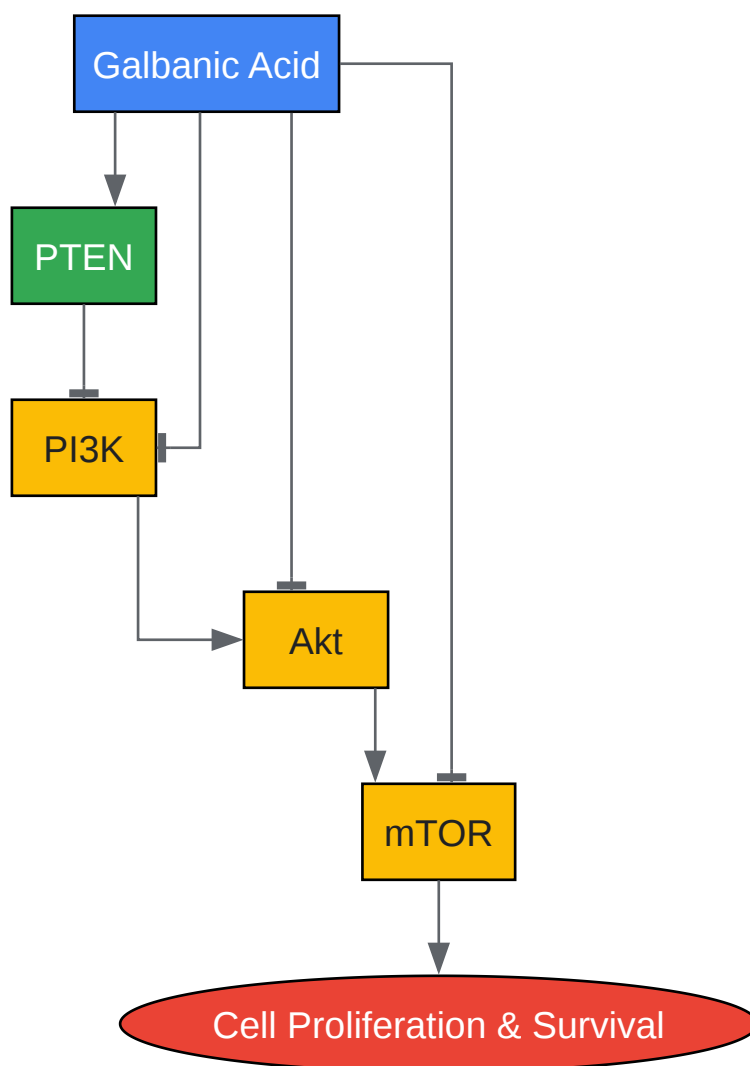 Galbanic Acid
PTEN
PI3K
Akt
mTOR
Cell Proliferation & Survival